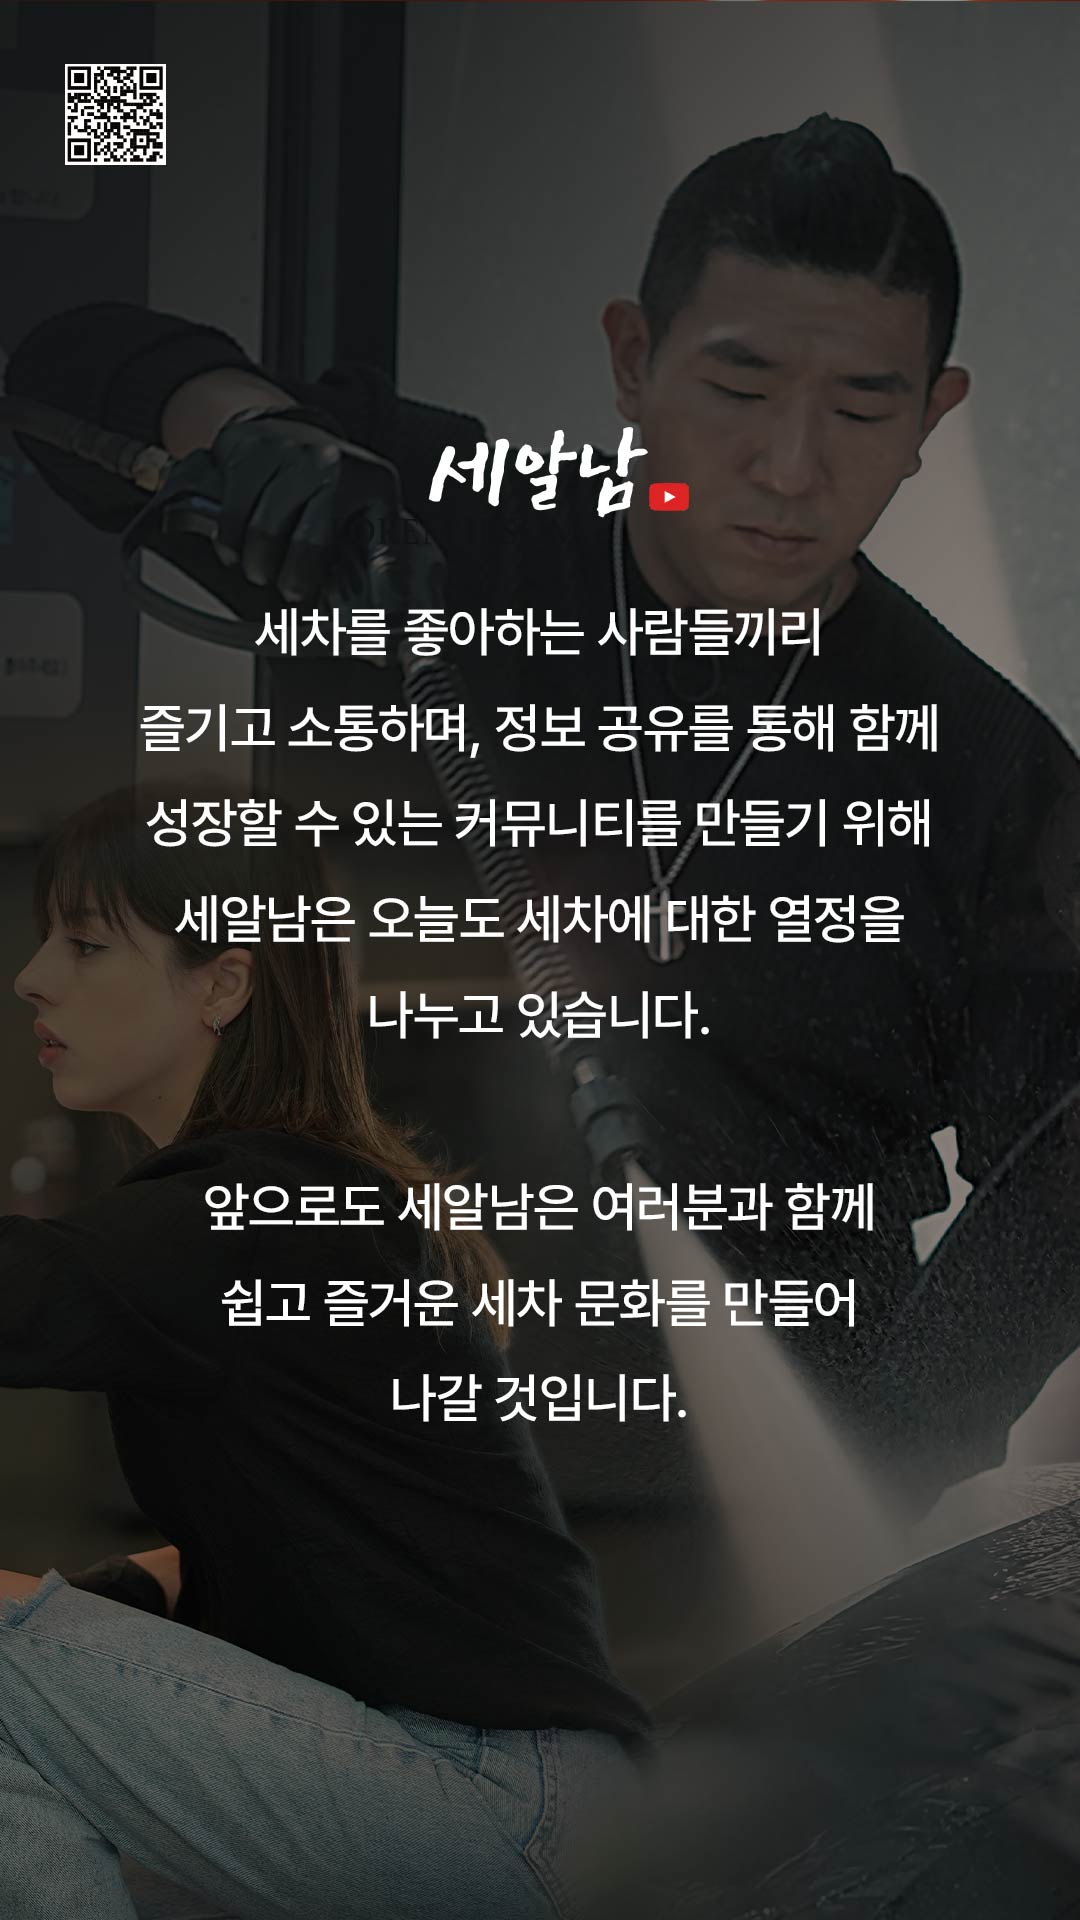 세알남
세차를 좋아하는 사람들끼리
즐기고 소통하며, 정보 공유를 통해 함께
성장할 수 있는 커뮤니티를 만들기 위해
세알남은 오늘도 세차에 대한 열정을
나누고 있습니다.
앞으로도 세알남은 여러분과 함께
쉽고 즐거운 세차 문화를 만들어
나갈 것입니다.